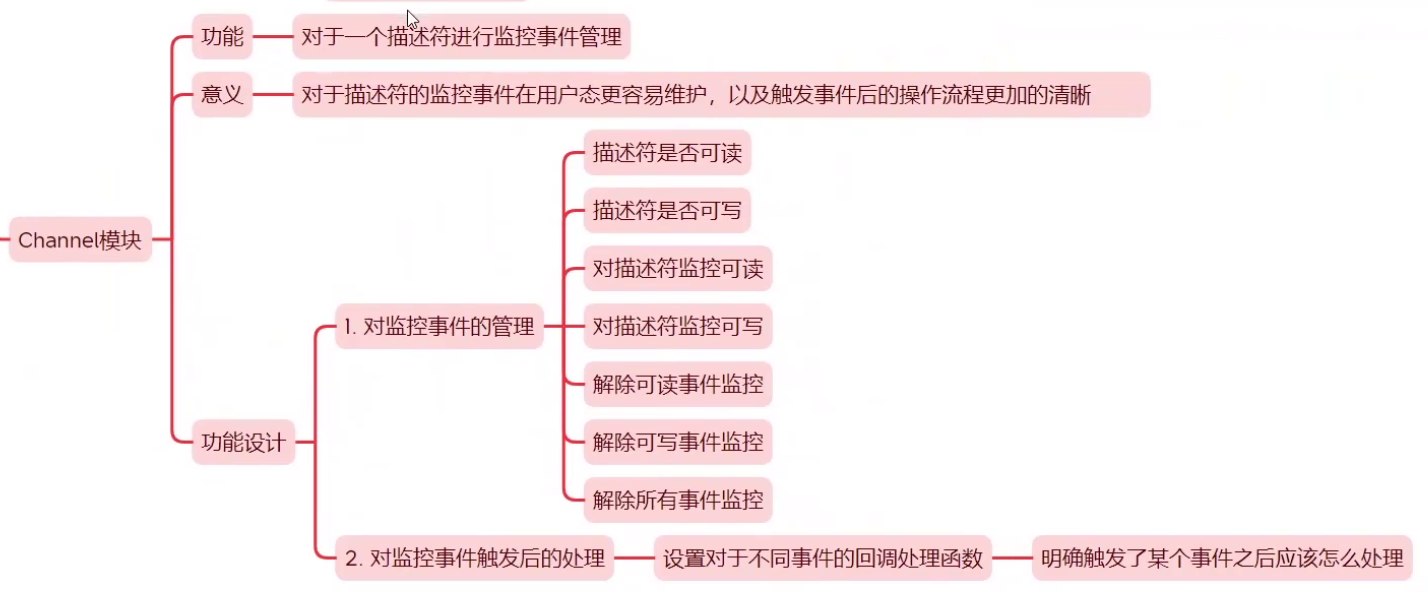 功能
对于一个描述符进行监控事件管理
意义
对于描述符的监控事件在用户态更容易维护，以及触发事件后的操作流程更加的清晰
Channel模块
功能设计
1. 对监控事件的管理
描述符是否可读
描述符是否可写
对描述符监控可读
对描述符监控可写
解除可读事件监控
解除可写事件监控
解除所有事件监控
2. 对监控事件触发后的处理
设置对于不同事件的回调处理函数
明确触发了某个事件之后应该怎么处理